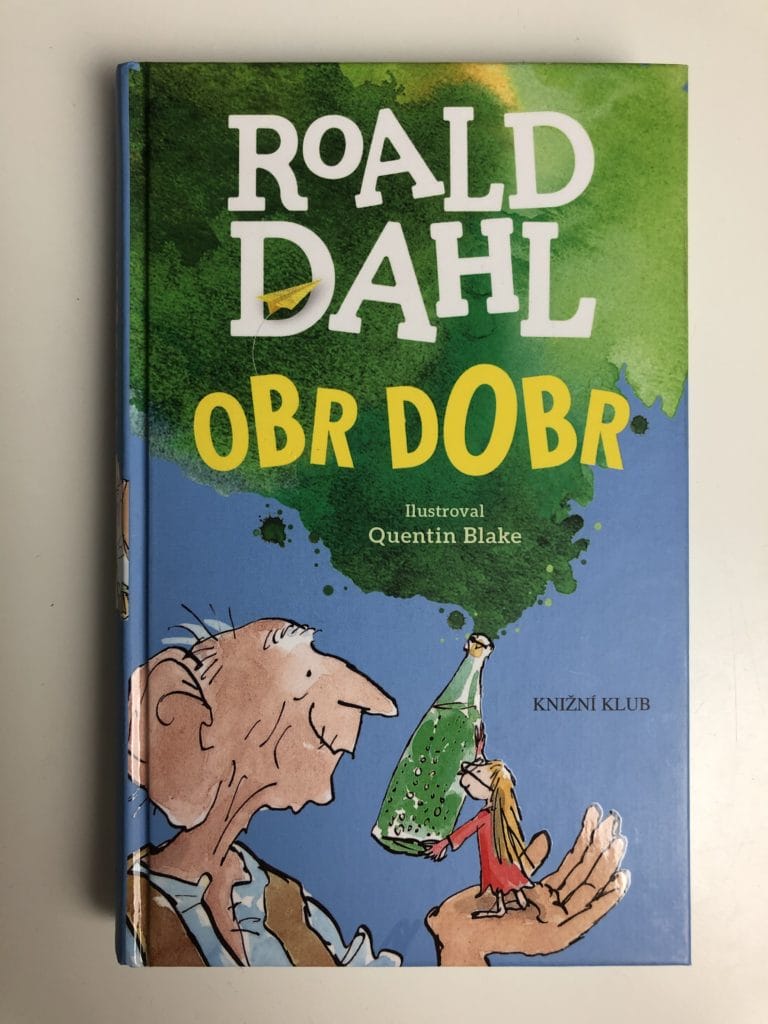 ROALD
DAHL
OBR DOBR
Ilustroval
Quentin Blake
KNIŽNÍ KLUB